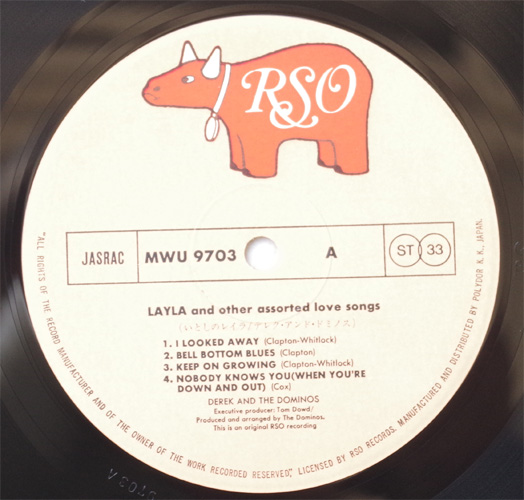 RSO
JASRAC MWU 9703 A ST 33
LAYLA and other assorted love songs
(いとしのレイラ/デレク・アンド・ドミノス)
1. I LOOKED AWAY (Clapton-Whitlock)
2. BELL BOTTOM BLUES (Clapton)
3. KEEP ON GROWING (Clapton-Whitlock)
4. NOBODY KNOWS YOU(WHEN YOU'RE
DOWN AND OUT) (Cox)
DEREK AND THE DOMINOS
Executive producer: Tom Dowd/
Produced and arranged by The Dominos.
This is an original RSO recording
"ALL RIGHTS OF THE RECORD MANUFACTURER AND OF THE OWNER OF THE WORK RECORDED RESERVED", LICENSED BY RSO RECORDS, MANUFACTURED AND DISTRIBUTED BY POLYDOR K. K., JAPAN.